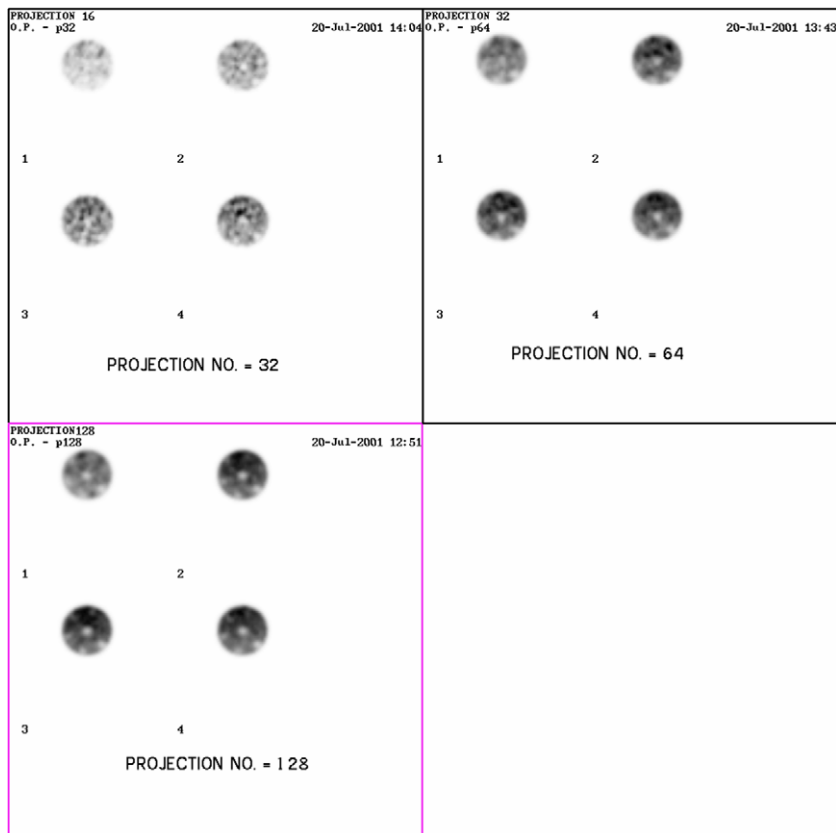 PROJECTION 16
O.P. - p32 20-Jul-2001 14:04
1 2
3 4
PROJECTION NO. = 32
PROJECTION 32
O.P. - p64 20-Jul-2001 13:43
1 2
3 4
PROJECTION NO. = 64
PROJECTION128
O.P. - p128 20-Jul-2001 12:51
1 2
3 4
PROJECTION NO. = 128